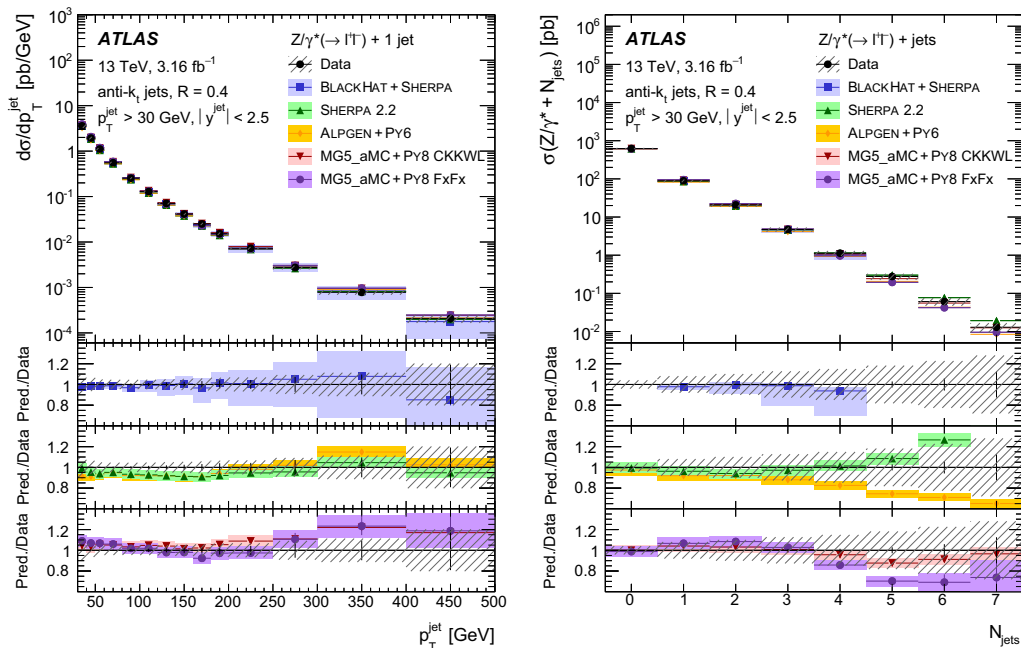 dσ/dp_T^jet [pb/GeV]
ATLAS
Z/γ*(→ l⁺l⁻) + 1 jet
13 TeV, 3.16 fb⁻¹
anti-k_t jets, R = 0.4
p_T^jet > 30 GeV, |y^jet| < 2.5
Data
BLACKHAT + SHERPA
SHERPA 2.2
ALPGEN + PY6
MG5_aMC + PY8 CKKWL
MG5_aMC + PY8 FxFx
10⁵
10⁴
10³
10²
10
1
10⁻¹
10⁻²
10⁻³
10⁻⁴
Pred./Data
1.2
1
0.8
Pred./Data
1.2
1
0.8
Pred./Data
1.2
1
0.8
50 100 150 200 250 300 350 400 450 500
p_T^jet [GeV]
σ(Z/γ* + N_jets) [pb]
ATLAS
Z/γ*(→ l⁺l⁻) + jets
13 TeV, 3.16 fb⁻¹
anti-k_t jets, R = 0.4
p_T^jet > 30 GeV, |y^jet| < 2.5
Data
BLACKHAT + SHERPA
SHERPA 2.2
ALPGEN + PY6
MG5_aMC + PY8 CKKWL
MG5_aMC + PY8 FxFx
10⁶
10⁵
10⁴
10³
10²
10
1
10⁻¹
10⁻²
Pred./Data
1.2
1
0.8
Pred./Data
1.2
1
0.8
Pred./Data
1.2
1
0.8
0 1 2 3 4 5 6 7
N_jets